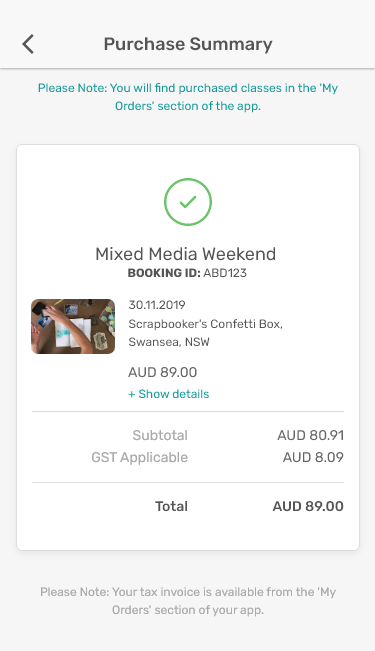 Purchase Summary
Please Note: You will find purchased classes in the 'My
Orders' section of the app.
Mixed Media Weekend
BOOKING ID: ABD123
30.11.2019
Scrapbooker's Confetti Box,
Swansea, NSW
AUD 89.00
+ Show details
Subtotal AUD 80.91
GST Applicable AUD 8.09
Total AUD 89.00
Please Note: Your tax invoice is available from the 'My
Orders' section of your app.